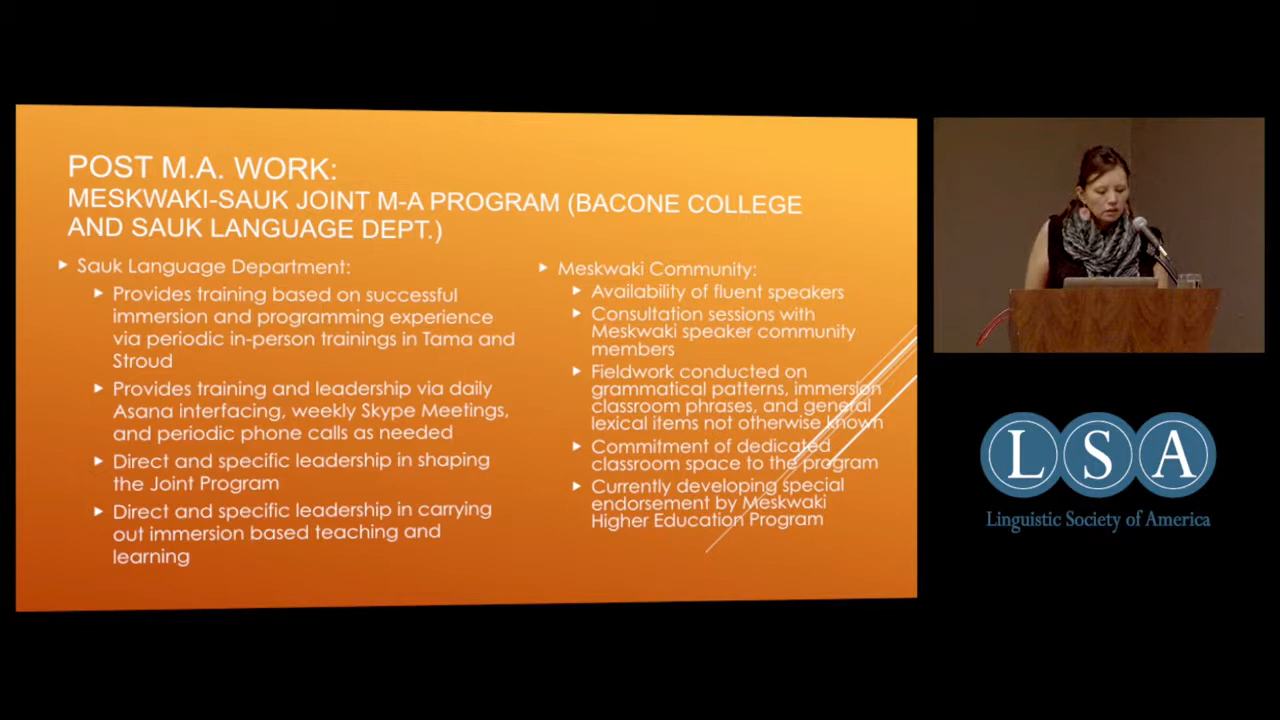 POST M.A. WORK:
MESKWAKI-SAUK JOINT M-A PROGRAM (BACONE COLLEGE
AND SAUK LANGUAGE DEPT.)
Sauk Language Department:
Provides training based on successful
immersion and programming experience
via periodic in-person trainings in Tama and
Stroud
Provides training and leadership via daily
Asana interfacing, weekly Skype Meetings,
and periodic phone calls as needed
Direct and specific leadership in shaping
the Joint Program
Direct and specific leadership in carrying
out immersion based teaching and
learning
Meskwaki Community:
Availability of fluent speakers
Consultation sessions with
Meskwaki speaker community
members
Fieldwork conducted on
grammatical patterns, immersion
classroom phrases, and general
lexical items not otherwise known
Commitment of dedicated
classroom space to the program
Currently developing special
endorsement by Meskwaki
Higher Education Program
LSA
Linguistic Society of America